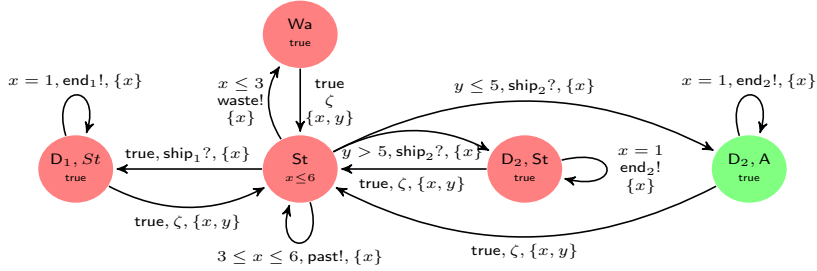 Wa
true
x = 1, end₁!, {x}
x ≤ 3
waste!
{x}
true
ζ
{x, y}
y ≤ 5, ship₂?, {x}
x = 1, end₂!, {x}
D₁, St
true
true, ship₁?, {x}
St
x≤6
y > 5, ship₂?, {x}
true, ζ, {x, y}
D₂, St
true
x = 1
end₂!
{x}
D₂, A
true
true, ζ, {x, y}
3 ≤ x ≤ 6, past!, {x}
true, ζ, {x, y}